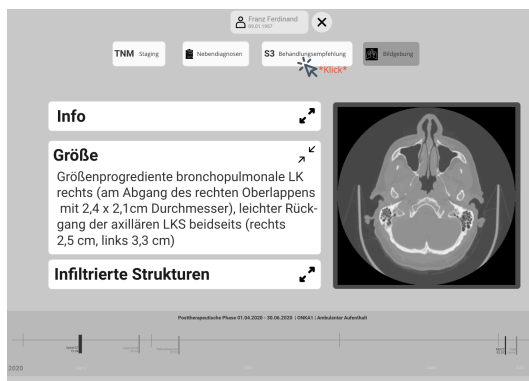 Franz Ferdinand
TNM Staging
Nebendiagnosen
S3 Behandlungsempfehlung
Bildgebung
*Klick*
Info
Größe
Größenprogrediente bronchopulmonale LK
rechts (am Abgang des rechten Oberlappens
mit 2,4 x 2,1cm Durchmesser), leichter Rück-
gang der axillären LKS beidseits (rechts
2,5 cm, links 3,3 cm)
Infiltrierte Strukturen
Posttherapeutische Phase 01.04.2020 - 30.06.2020 | ONKA1 | Ambulanter Aufenthalt
2020